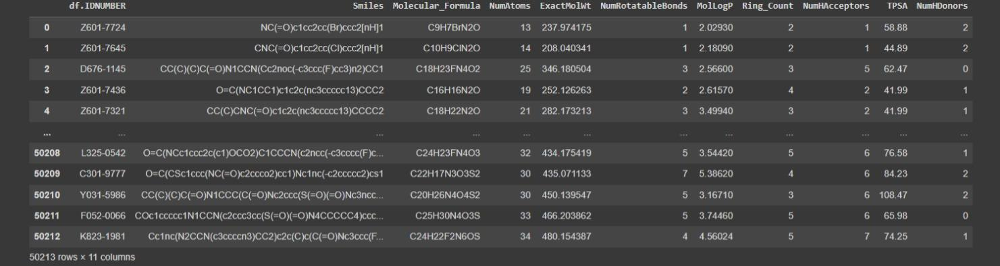 df.IDNUMBER Smiles Molecular_Formula NumAtoms ExactMolWt NumRotatableBonds MolLogP Ring_Count NumHAcceptors TPSA NumHDonors
0 Z601-7724 NC(=O)c1cc2cc(Br)ccc2[nH]1 C9H7BrN2O 13 237.974175 1 2.02930 2 1 58.88 2
1 Z601-7645 CNC(=O)c1cc2cc(Cl)ccc2[nH]1 C10H9ClN2O 14 208.040341 1 2.18090 2 1 44.89 2
2 D676-1145 CC(C)(C)C(=O)N1CCN(Cc2noc(-c3ccc(F)cc3)n2)CC1 C18H23FN4O2 25 346.180504 3 2.56600 3 5 62.47 0
3 Z601-7436 O=C(NC1CC1)c1c2c(nc3ccccc13)CCC2 C16H16N2O 19 252.126263 2 2.61570 4 2 41.99 1
4 Z601-7321 CC(C)CNC(=O)c1c2c(nc3ccccc13)CCCC2 C18H22N2O 21 282.173213 3 3.49940 3 2 41.99 1
... ... ... ... ... ... ... ... ... ... ... ...
50208 L325-0542 O=C(NCc1ccc2c(c1)OCO2)C1CCCN(c2ncc(-c3cccc(F)c... C24H23FN4O3 32 434.175419 5 3.54420 5 6 76.58 1
50209 C301-9777 O=C(CSc1ccc(NC(=O)c2ccco2)cc1)Nc1nc(-c2ccccc2)cs1 C22H17N3O3S2 30 435.071133 7 5.38620 4 6 84.23 2
50210 Y031-5986 CC(C)(C)C(=O)N1CCC(C(=O)Nc2ccc(S(=O)(=O)Nc3ncc... C20H26N4O4S2 30 450.139547 5 3.16710 3 6 108.47 2
50211 F052-0066 COc1ccccc1N1CCN(c2ccc3cc(S(=O)(=O)N4CCCCC4)ccc... C25H30N4O3S 33 466.203862 5 3.74460 5 6 65.98 0
50212 K823-1981 Cc1nc(N2CCN(c3ccccn3)CC2)c2c(C)c(C(=O)Nc3ccc(F... C24H22F2N6OS 34 480.154387 4 4.56024 5 7 74.25 1
50213 rows × 11 columns